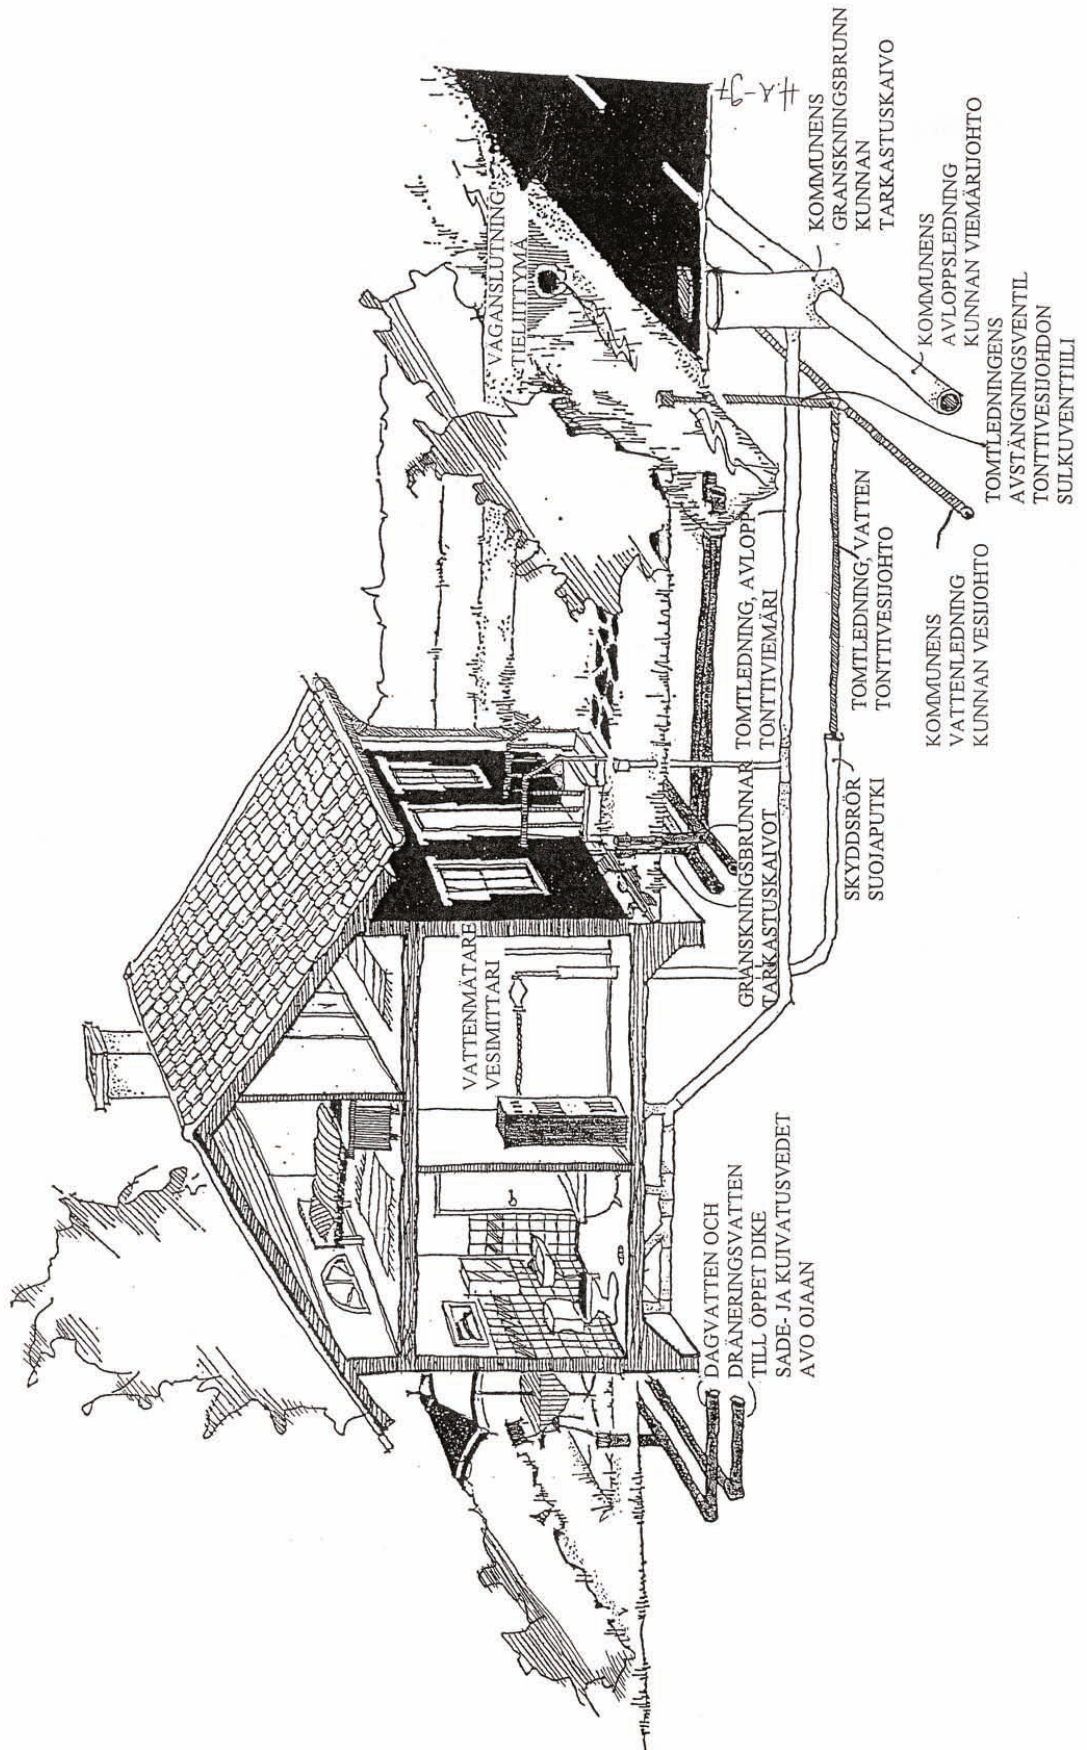 VÄGANSLUTNING
TIELIITTYMÄ
VATTENMÄTARE
VESIMITTARI
H.A-97
KOMMUNENS
GRANSKNINGSBRUNN
KUNNAN
TARKASTUSKAIVO
KOMMUNENS
AVLOPPSLEDNING
KUNNAN VIEMÄRIJOHTO
TOMTLEDNINGENS
AVSTÄNGNINGSVENTIL
TONTTIVESIJOHDON
SULKUVENTTIILI
TOMTLEDNING, AVLOPP
TONTTIVIEMÄRI
GRANSKNINGSBRUNNAR
TARKASTUSKAIVOT
TOMTLEDNING, VATTEN
TONTTIVESIJOHTO
KOMMUNENS
VATTENLEDNING
KUNNAN VESIJOHTO
SKYDDSRÖR
SUOJAPUTKI
DAGVATTEN OCH
DRÄNERINGSVATTEN
TILL ÖPPET DIKE
SADE- JA KUIVATUSVEDET
AVO OJAAN